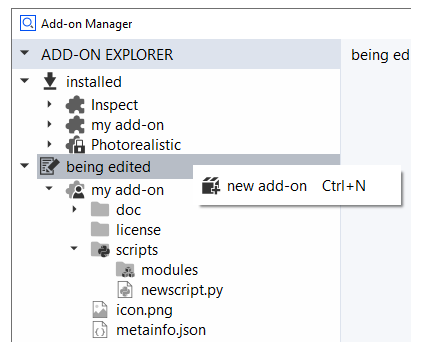 Add-on Manager
ADD-ON EXPLORER
being ed
installed
Inspect
my add-on
Photorealistic
being edited
new add-on Ctrl+N
my add-on
doc
license
scripts
modules
newscript.py
icon.png
metainfo.json